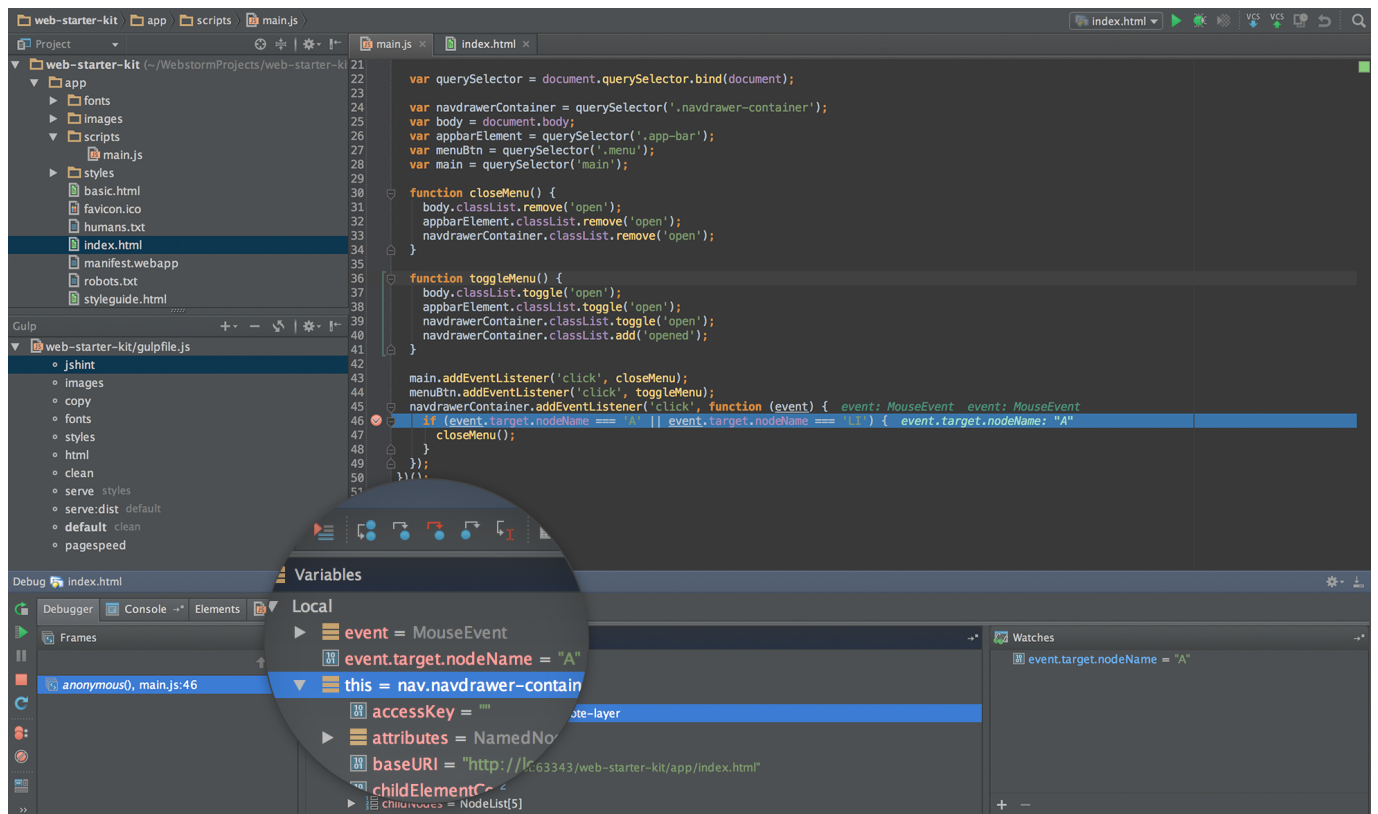 web-starter-kit app scripts main.js
index.html
VCS VCS
Project
main.js index.html
web-starter-kit (~/WebstormProjects/web-starter-ki
app
fonts
images
scripts
main.js
styles
basic.html
favicon.ico
humans.txt
index.html
manifest.webapp
robots.txt
styleguide.html
Gulp
web-starter-kit/gulpfile.js
jshint
images
copy
fonts
styles
html
clean
serve styles
serve:dist default
default clean
pagespeed
21
22 var querySelector = document.querySelector.bind(document);
23
24 var navdrawerContainer = querySelector('.navdrawer-container');
25 var body = document.body;
26 var appbarElement = querySelector('.app-bar');
27 var menuBtn = querySelector('.menu');
28 var main = querySelector('main');
29
30 function closeMenu() {
31 body.classList.remove('open');
32 appbarElement.classList.remove('open');
33 navdrawerContainer.classList.remove('open');
34 }
35
36 function toggleMenu() {
37 body.classList.toggle('open');
38 appbarElement.classList.toggle('open');
39 navdrawerContainer.classList.toggle('open');
40 navdrawerContainer.classList.add('opened');
41 }
42
43 main.addEventListener('click', closeMenu);
44 menuBtn.addEventListener('click', toggleMenu);
45 navdrawerContainer.addEventListener('click', function (event) { event: MouseEvent event: MouseEvent
46 if (event.target.nodeName === 'A' || event.target.nodeName === 'LI') { event.target.nodeName: "A"
47 closeMenu();
48 }
49 });
50 })();
51
Debug index.html
Debugger Console Elements
Frames
anonymous(), main.js:46
Variables
Local
event = MouseEvent
event.target.nodeName = "A"
this = nav.navdrawer-contain
ote-layer
accessKey = ""
attributes = NamedNo
baseURI = "http://lo
:63343/web-starter-kit/app/index.html"
childElementCo
childNodes = NodeList[5]
Watches
event.target.nodeName = "A"